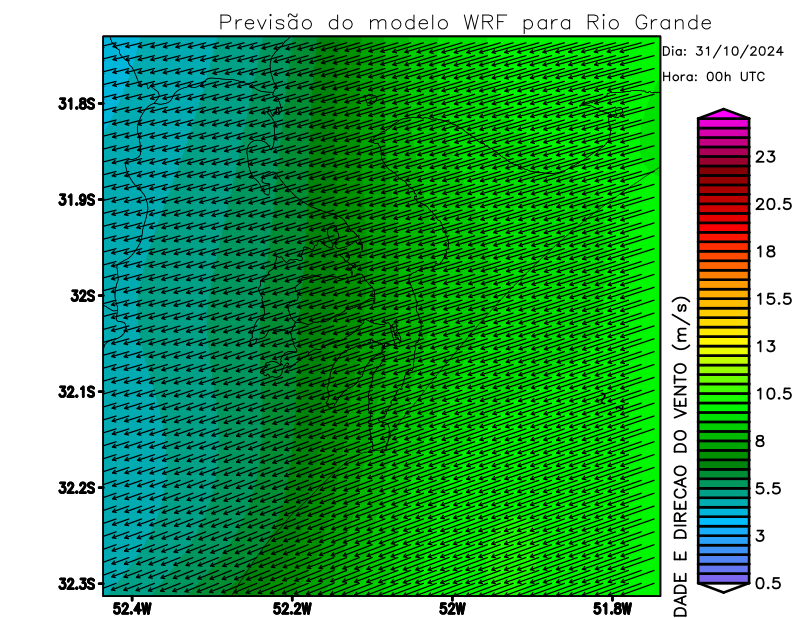 Previsão do modelo WRF para Rio Grande
Dia: 31/10/2024
Hora: 00h UTC
31.8S
31.9S
32S
32.1S
32.2S
32.3S
52.4W
52.2W
52W
51.8W
23
20.5
18
15.5
13
10.5
8
5.5
3
0.5
DADE E DIRECAO DO VENTO (m/s)